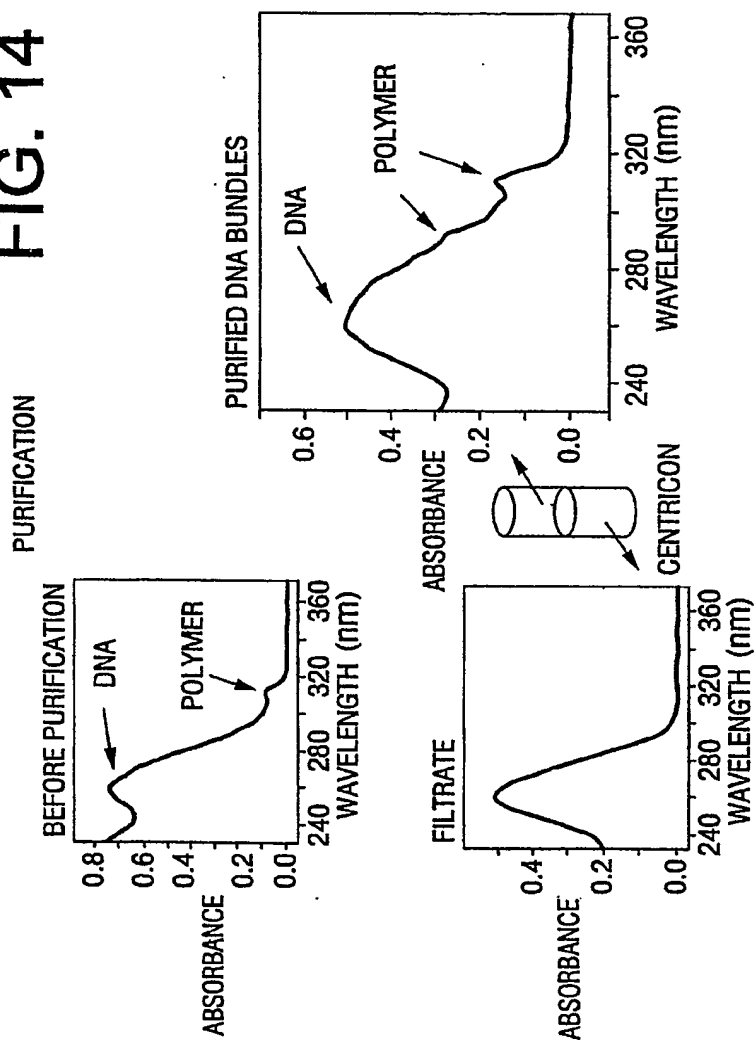 FIG. 14
PURIFICATION
BEFORE PURIFICATION
DNA
POLYMER
ABSORBANCE
0.8
0.6
0.4
0.2
0.0
240 280 320 360
WAVELENGTH (nm)
FILTRATE
ABSORBANCE
0.4
0.2
0.0
240 280 320 360
WAVELENGTH (nm)
CENTRICON
PURIFIED DNA BUNDLES
DNA
POLYMER
ABSORBANCE
0.6
0.4
0.2
0.0
240 280 320 360
WAVELENGTH (nm)